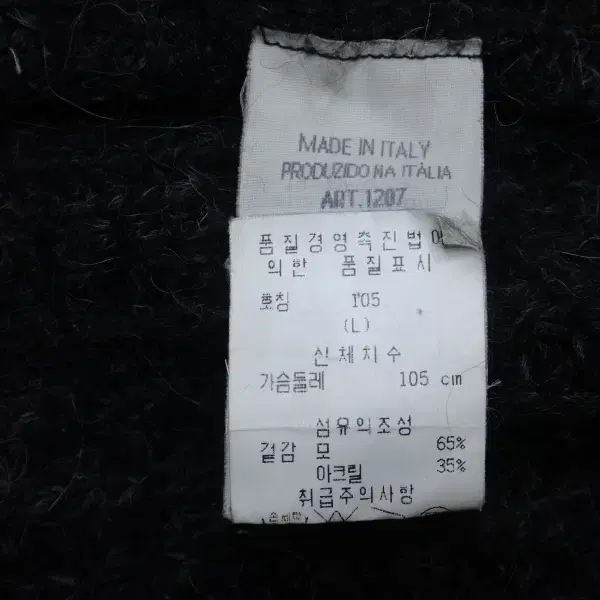 MADE IN ITALY
PRODUZIDO NA ITÁLIA
ART.1207
품질경영촉진법에
의한 품질표시
호칭 105
(L)
신체치수
가슴둘레 105 cm
섬유의조성
겉감 모 65%
아크릴 35%
취급주의사항